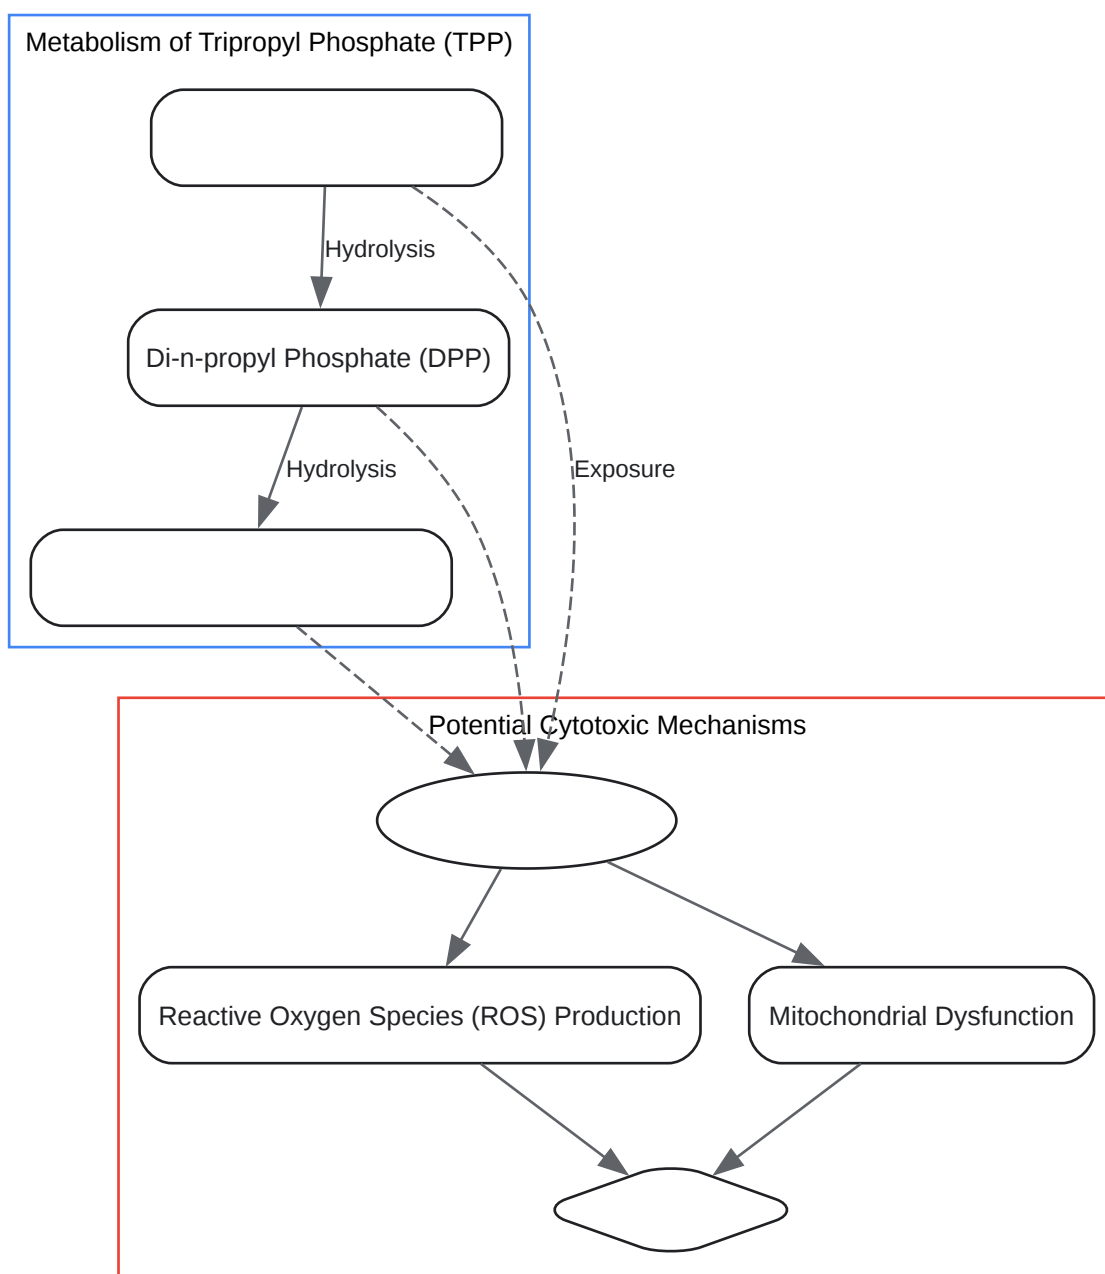 Metabolism of Tripropyl Phosphate (TPP)
Hydrolysis
Di-n-propyl Phosphate (DPP)
Hydrolysis
Exposure
Potential Cytotoxic Mechanisms
Reactive Oxygen Species (ROS) Production
Mitochondrial Dysfunction